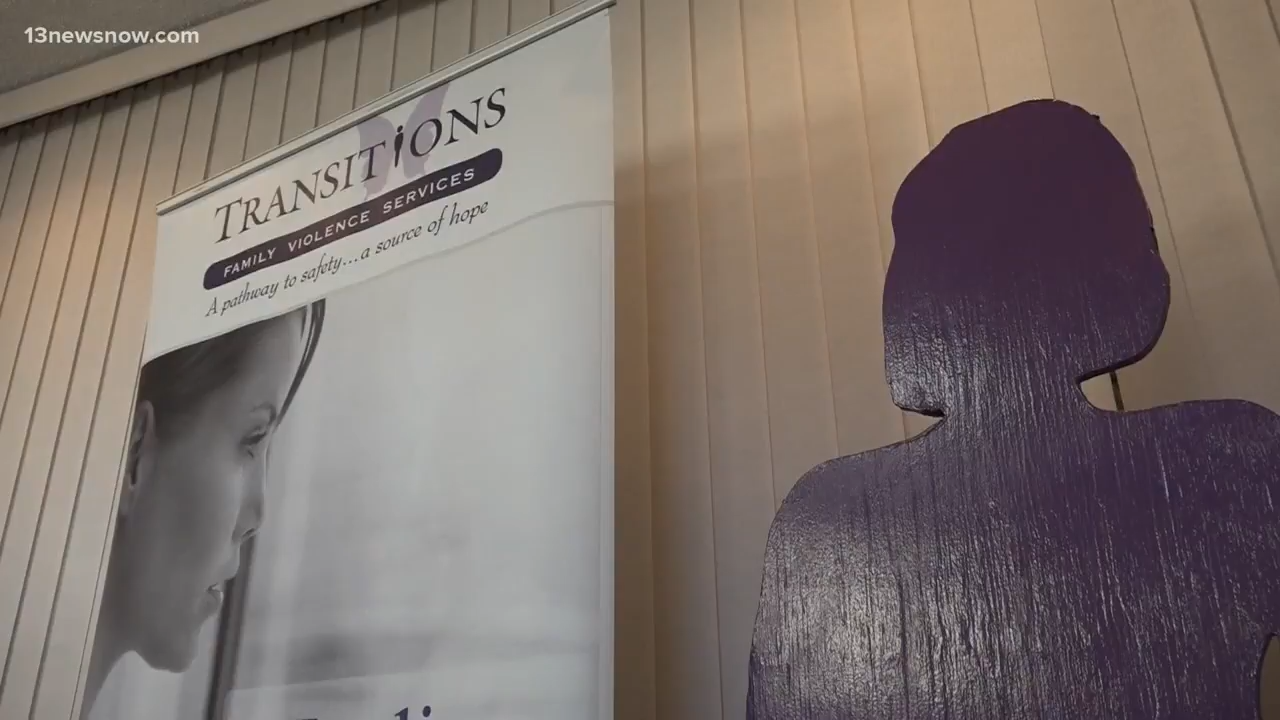 13newsnow.com
TRANSITIONS
FAMILY VIOLENCE SERVICES
A pathway to safety...a source of hope